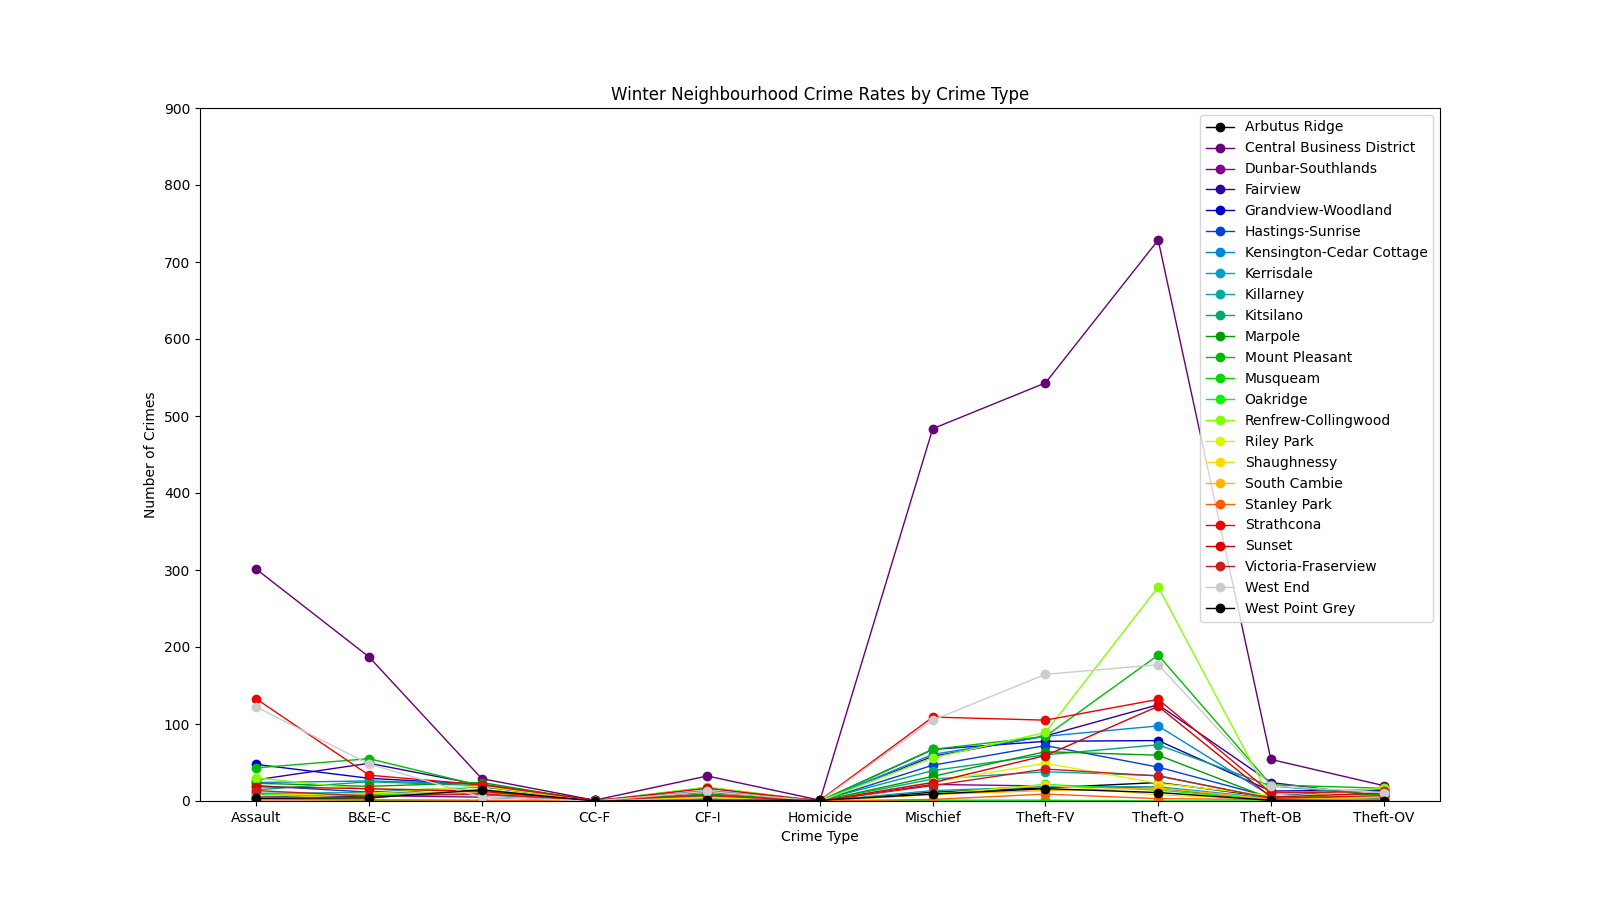 Winter Neighbourhood Crime Rates by Crime Type
900
800
700
600
500
400
300
200
100
0
Number of Crimes
Assault B&E-C B&E-R/O CC-F CF-I Homicide Mischief Theft-FV Theft-O Theft-OB Theft-OV
Crime Type
Arbutus Ridge
Central Business District
Dunbar-Southlands
Fairview
Grandview-Woodland
Hastings-Sunrise
Kensington-Cedar Cottage
Kerrisdale
Killarney
Kitsilano
Marpole
Mount Pleasant
Musqueam
Oakridge
Renfrew-Collingwood
Riley Park
Shaughnessy
South Cambie
Stanley Park
Strathcona
Sunset
Victoria-Fraserview
West End
West Point Grey